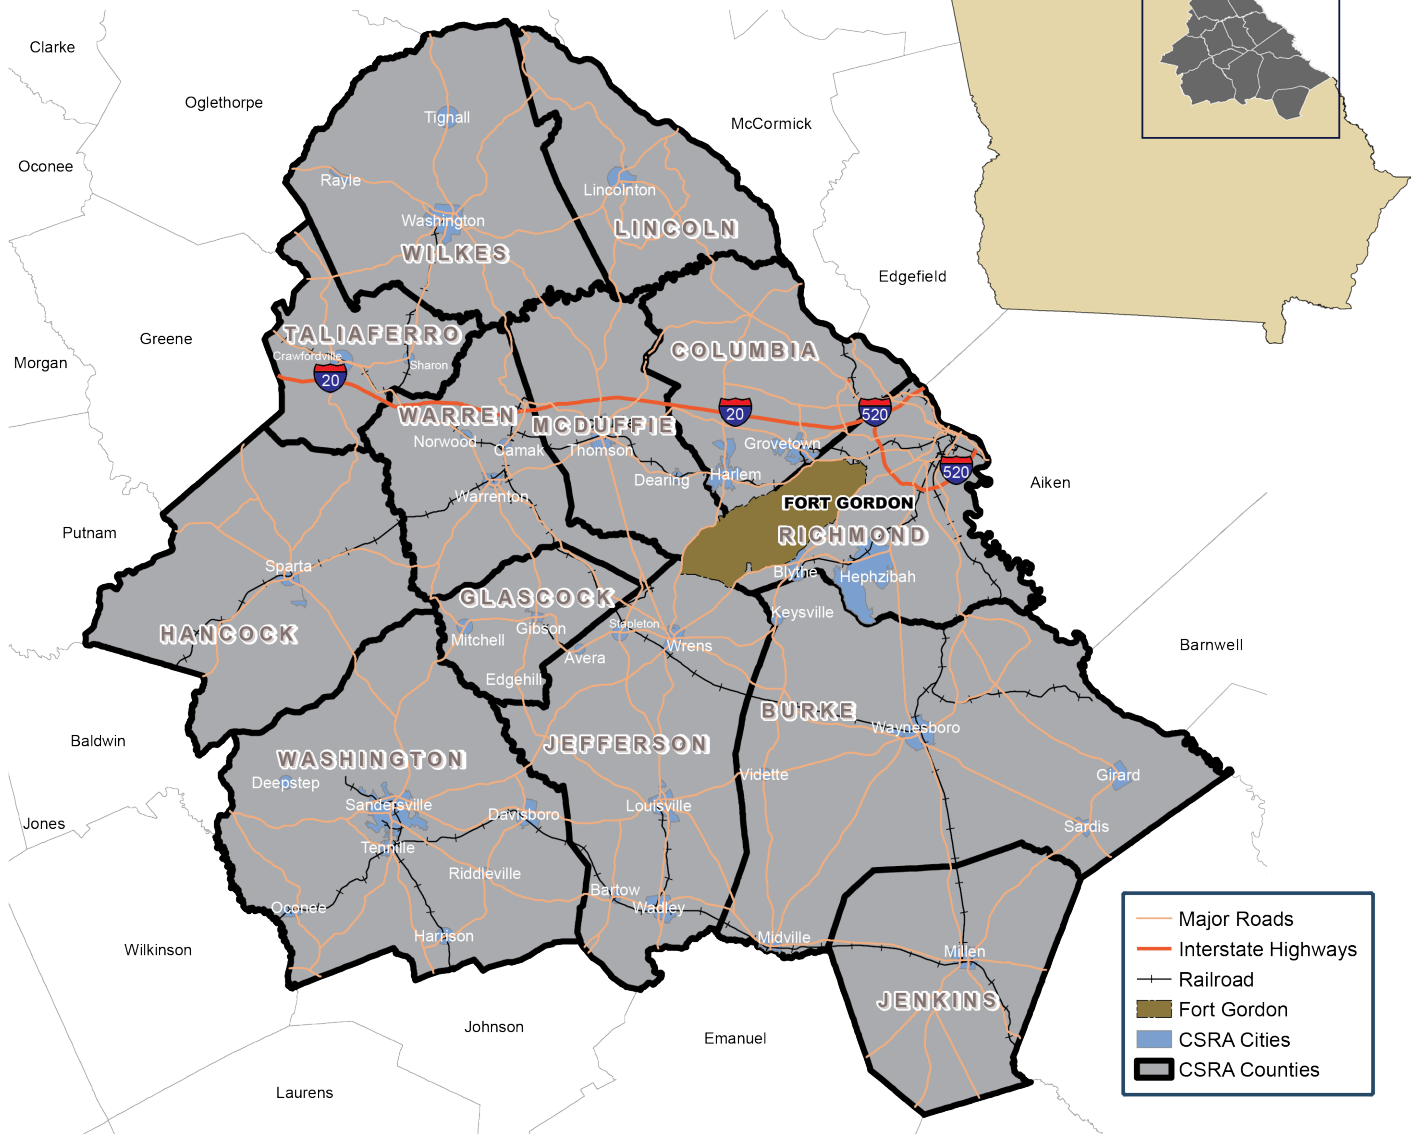 Clarke
Oglethorpe
McCormick
Oconee
Tignall
Rayle
Lincolnton
Washington
LINCOLN
WILKES
Edgefield
Greene
TALIAFERRO
Crawfordville
Sharon
COLUMBIA
Morgan
20
20
520
WARREN
MCDUFFIE
Norwood
Camak
Thomson
Grovetown
520
Dearing
Harlem
Aiken
Warrenton
FORT GORDON
Putnam
RICHMOND
Sparta
Blythe
Hephzibah
GLASCOCK
Keysville
HANCOCK
Mitchell
Gibson
Stapleton
Wrens
Avera
Barnwell
Edgehill
BURKE
Baldwin
Waynesboro
JEFFERSON
WASHINGTON
Deepstep
Vidette
Girard
Sandersville
Davisboro
Louisville
Jones
Sardis
Tennille
Riddleville
Bartow
Oconee
Wadley
Harrison
Midville
Millen
Wilkinson
JENKINS
Johnson
Emanuel
Laurens
Major Roads
Interstate Highways
Railroad
Fort Gordon
CSRA Cities
CSRA Counties